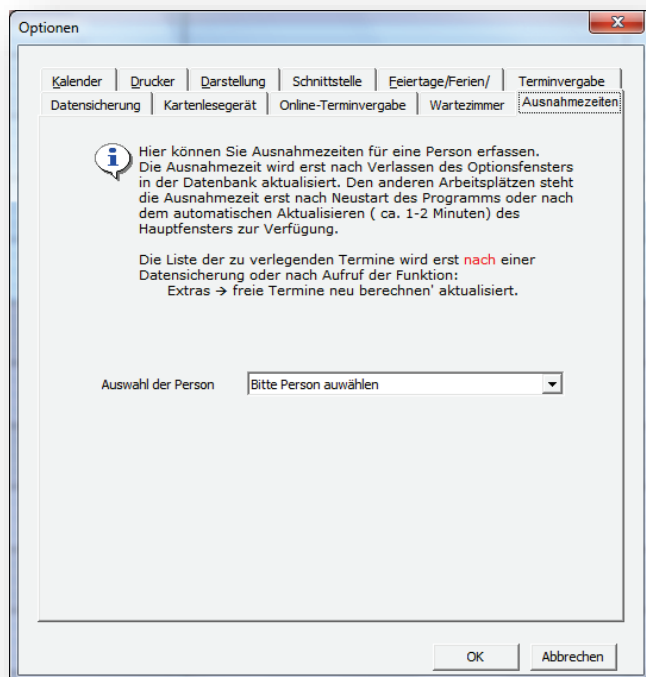 Optionen
Kalender Drucker Darstellung Schnittstelle Feiertage/Ferien/ Terminvergabe
Datensicherung Kartenlesegerät Online-Terminvergabe Wartezimmer Ausnahmezeiten
Hier können Sie Ausnahmezeiten für eine Person erfassen.
Die Ausnahmezeit wird erst nach Verlassen des Optionsfensters
in der Datenbank aktualisiert. Den anderen Arbeitsplätzen steht
die Ausnahmezeit erst nach Neustart des Programms oder nach
dem automatischen Aktualisieren ( ca. 1-2 Minuten) des
Hauptfensters zur Verfügung.
Die Liste der zu verlegenden Termine wird erst nach einer
Datensicherung oder nach Aufruf der Funktion:
Extras → freie Termine neu berechnen' aktualisiert.
Auswahl der Person Bitte Person auwählen
OK Abbrechen